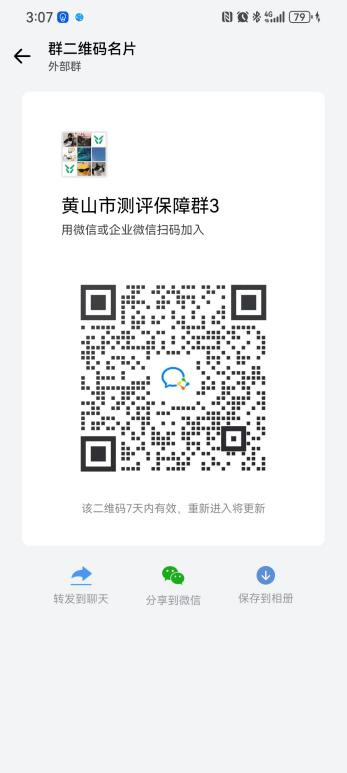 3:07
4G
79
群二维码名片
外部群
黄山市测评保障群3
用微信或企业微信扫码加入
该二维码7天内有效，重新进入将更新
转发到聊天
分享到微信
保存到相册